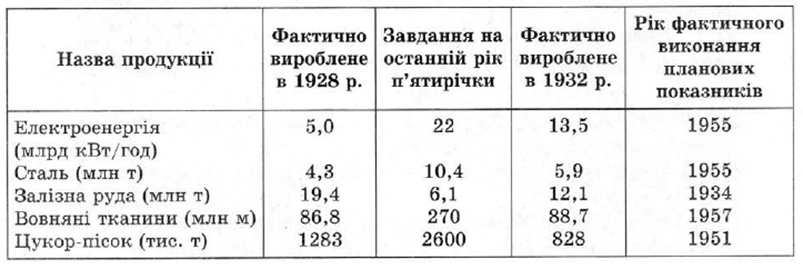 Назва продукції | Фактично вироблене в 1928 р. | Завдання на останній рік п'ятирічки | Фактично вироблене в 1932 р. | Рік фактичного виконання планових показників
Електроенергія (млрд кВт/год) | 5,0 | 22 | 13,5 | 1955
Сталь (млн т) | 4,3 | 10,4 | 5,9 | 1955
Залізна руда (млн т) | 19,4 | 6,1 | 12,1 | 1934
Вовняні тканини (млн м) | 86,8 | 270 | 88,7 | 1957
Цукор-пісок (тис. т) | 1283 | 2600 | 828 | 1951